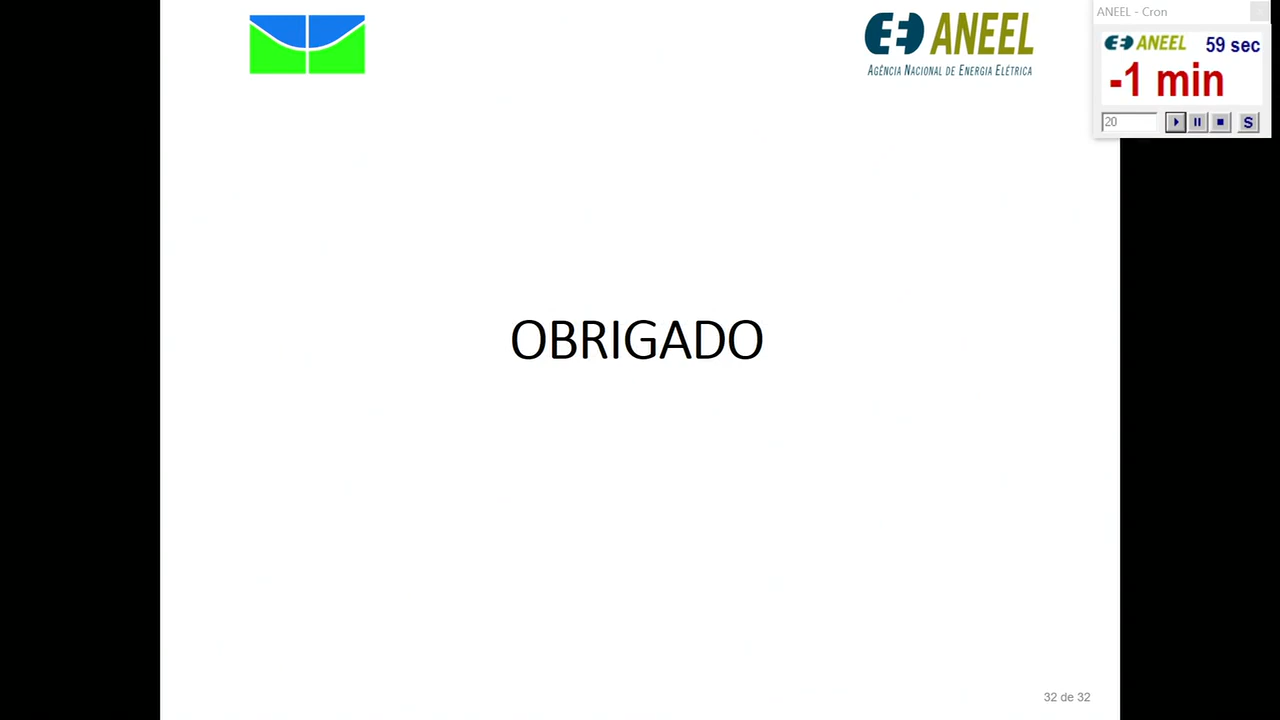 ANEEL
AGÊNCIA NACIONAL DE ENERGIA ELÉTRICA
ANEEL - Cron
ANEEL 59 sec
-1 min
20
S
OBRIGADO
32 de 32